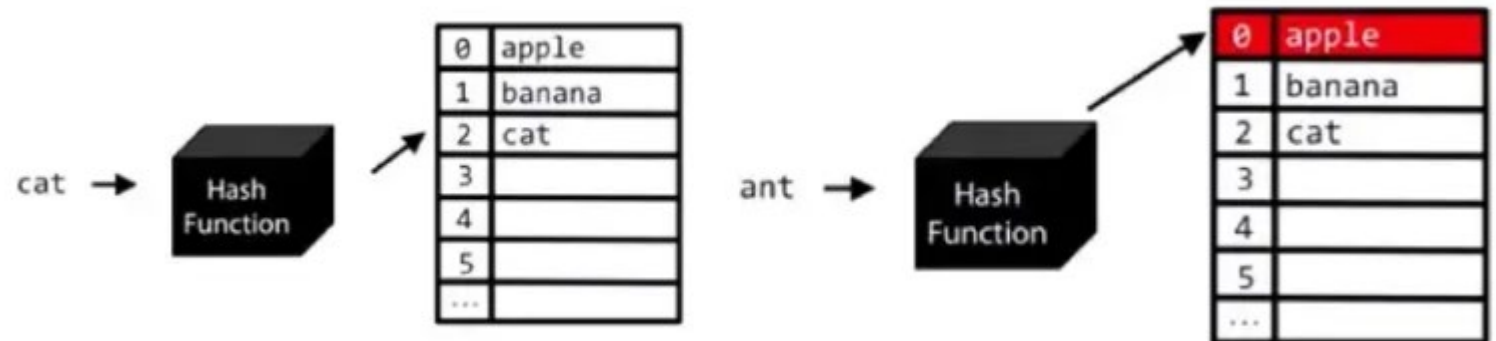 cat
Hash
Function
0 apple
1 banana
2 cat
3
4
5
...
ant
Hash
Function
0 apple
1 banana
2 cat
3
4
5
...